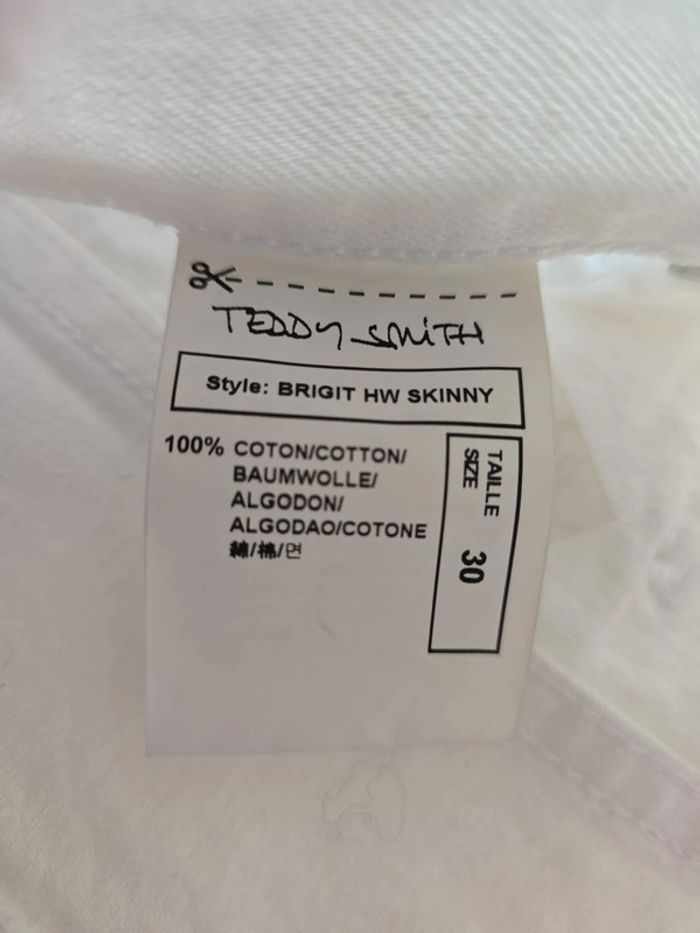 TEDDY SMITH
Style: BRIGIT HW SKINNY
100% COTON/COTTON/
BAUMWOLLE/
ALGODON/
ALGODAO/COTONE
綿/棉/면
TAILLE
SIZE
30